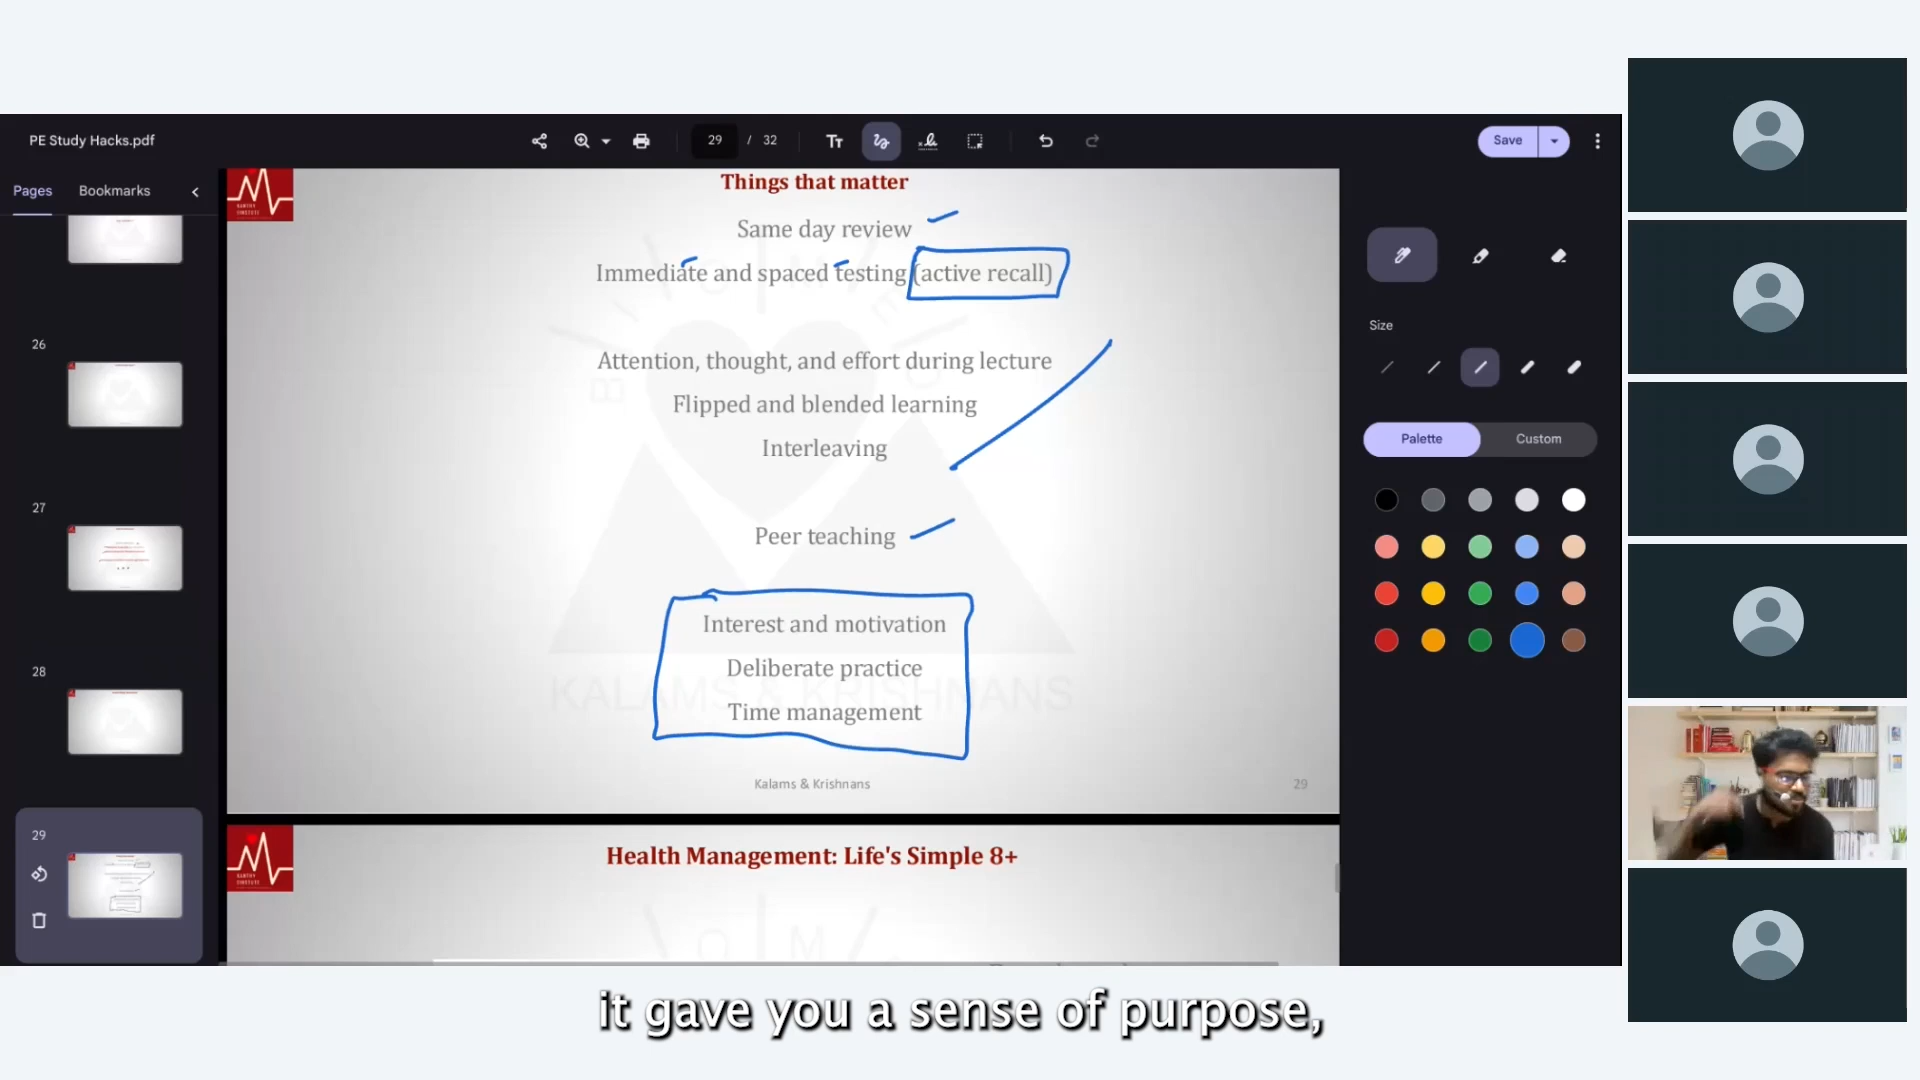 PE Study Hacks.pdf
29 / 32
Save
Pages
Bookmarks
Things that matter
Same day review
Immediate and spaced testing (active recall)
Attention, thought, and effort during lecture
Flipped and blended learning
Interleaving
Peer teaching
Interest and motivation
Deliberate practice
Time management
KALAMS & KRISHNANS
Kalams & Krishnans
29
Health Management: Life's Simple 8+
26
27
28
29
Size
Palette
Custom
it gave you a sense of purpose,